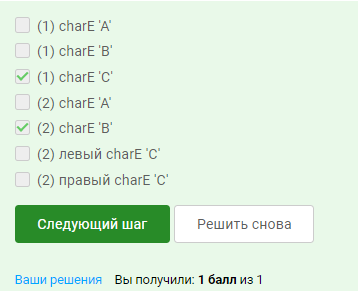 (1) charE 'A'
(1) charE 'B'
(1) charE 'C'
(2) charE 'A'
(2) charE 'B'
(2) левый charE 'C'
(2) правый charE 'C'
Следующий шаг Решить снова
Ваши решения Вы получили: 1 балл из 1